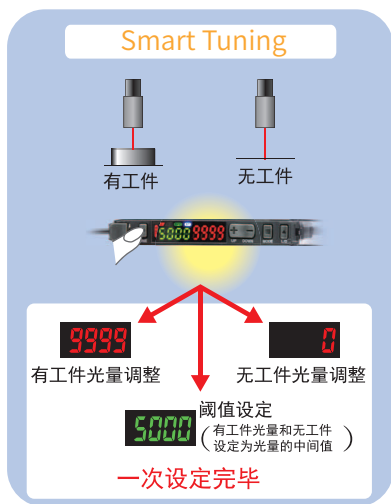 Smart Tuning
有工件
无工件
5000 9999
9999
0
有工件光量调整
无工件光量调整
5000
阈值设定
(有工件光量和无工件
设定为光量的中间值)
一次设定完毕